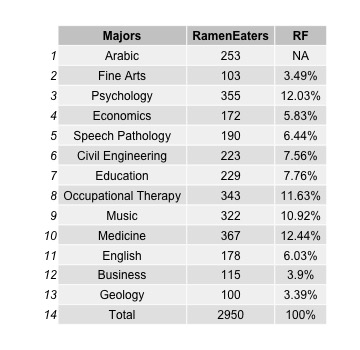 Majors RamenEaters RF
1 Arabic 253 NA
2 Fine Arts 103 3.49%
3 Psychology 355 12.03%
4 Economics 172 5.83%
5 Speech Pathology 190 6.44%
6 Civil Engineering 223 7.56%
7 Education 229 7.76%
8 Occupational Therapy 343 11.63%
9 Music 322 10.92%
10 Medicine 367 12.44%
11 English 178 6.03%
12 Business 115 3.9%
13 Geology 100 3.39%
14 Total 2950 100%